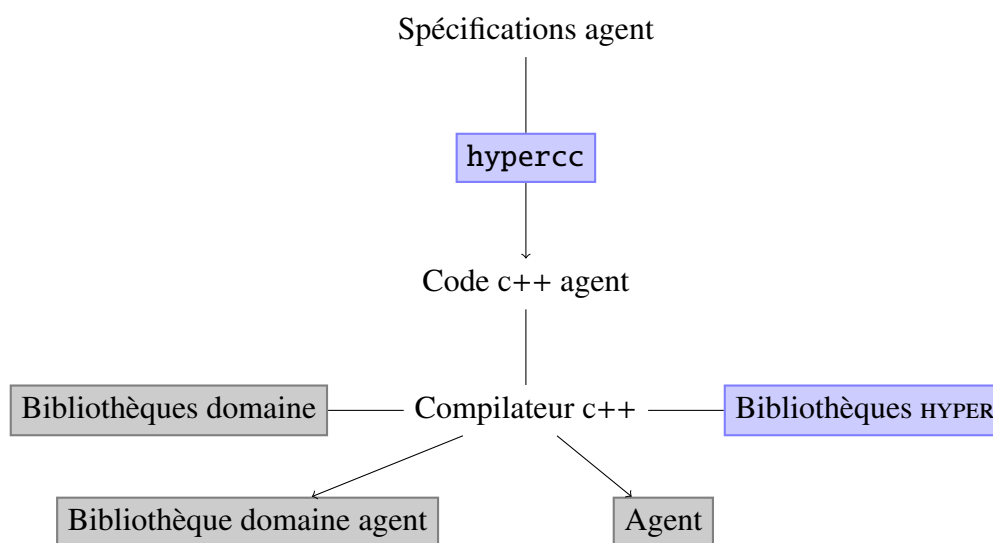 Spécifications agent
hypercc
Code c++ agent
Bibliothèques domaine
Compilateur c++
Bibliothèques HYPER
Bibliothèque domaine agent
Agent